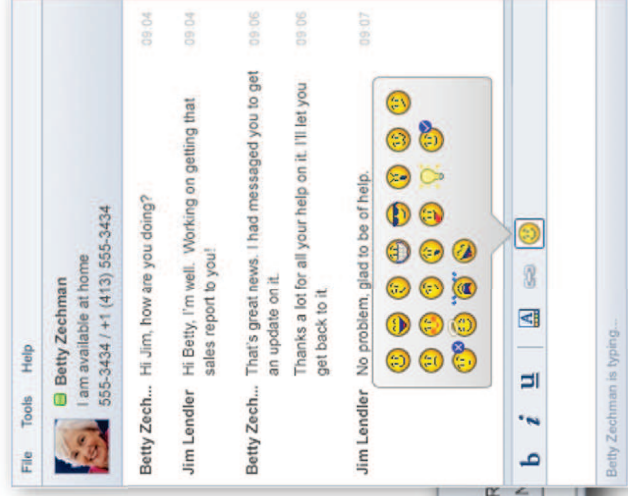 File Tools Help
Betty Zechman
I am available at home
555-3434 / +1 (413) 555-3434
Betty Zech... Hi Jim, how are you doing? 09:04
Jim Lendler Hi Betty, I'm well. Working on getting that 09:04
sales report to you!
Betty Zech... That's great news. I had messaged you to get 09:06
an update on it.
Thanks a lot for all your help on it. I'll let you 09:06
get back to it.
Jim Lendler No problem, glad to be of help. 09:07
b i u A
Betty Zechman is typing...
R
N